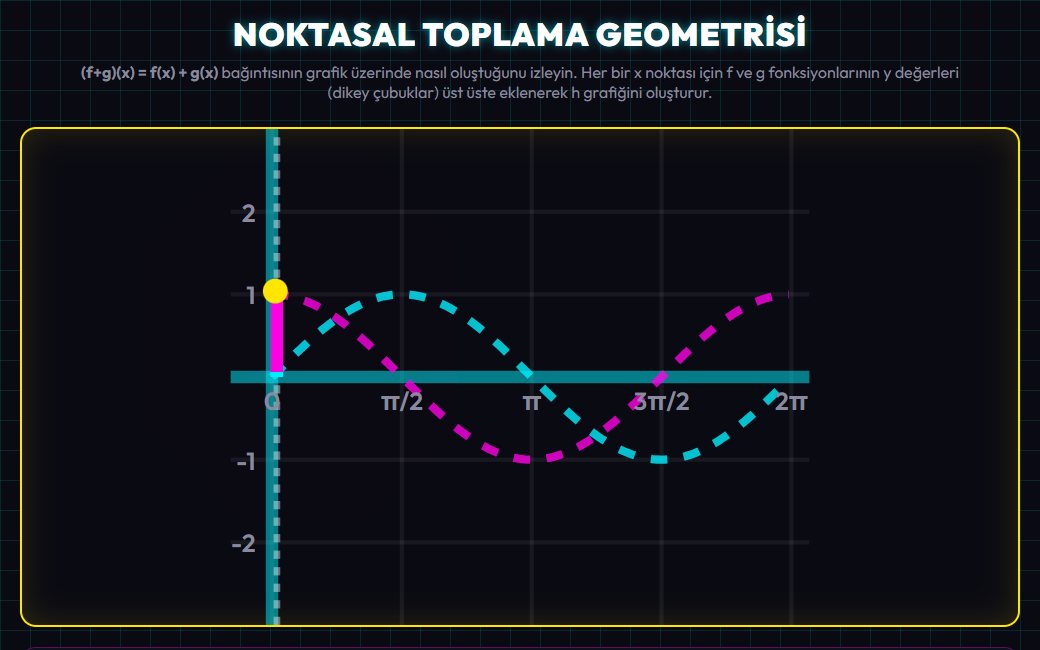 NOKTASAL TOPLAMA GEOMETRİSİ
(f+g)(x) = f(x) + g(x) bağıntısının grafik üzerinde nasıl oluştuğunu izleyin. Her bir x noktası için f ve g fonksiyonlarının y değerleri
(dikey çubuklar) üst üste eklenerek h grafiğini oluşturur.
2
1
0 π/2 π 3π/2 2π
-1
-2